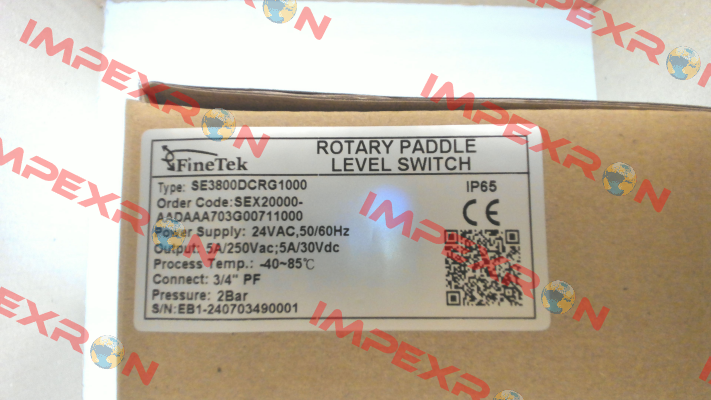 IMPEXRON
IMPEXRON
IMPEXRON
IMPEXRON
FineTek
ROTARY PADDLE
LEVEL SWITCH
Type: SE3800DCRG1000
IP65
Order Code:SEX20000-
AADAAA703G00711000
CE
Power Supply: 24VAC,50/60Hz
Output: 5A/250Vac;5A/30Vdc
Process Temp.: -40~85℃
Connect: 3/4" PF
Pressure: 2Bar
S/N:EB1-240703490001
IMPEXRON
IMPEXRON
IMPEXRON